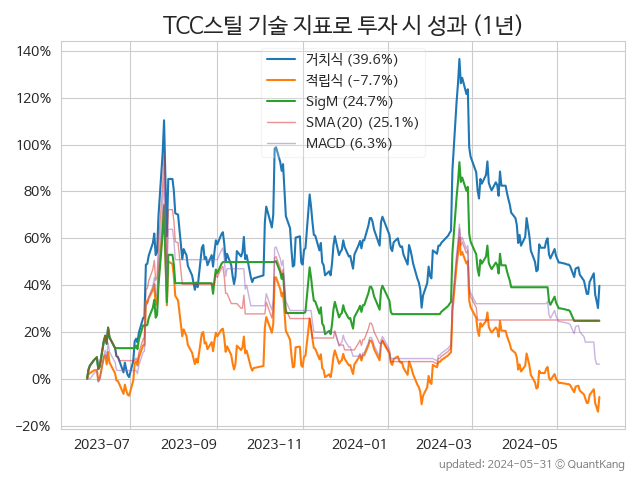 TCC스틸 기술 지표로 투자 시 성과 (1년)
거치식 (39.6%)
적립식 (−7.7%)
SigM (24.7%)
SMA(20) (25.1%)
MACD (6.3%)
140%
120%
100%
80%
60%
40%
20%
0%
−20%
2023-07
2023-09
2023-11
2024-01
2024-03
2024-05
updated: 2024-05-31 © QuantKang